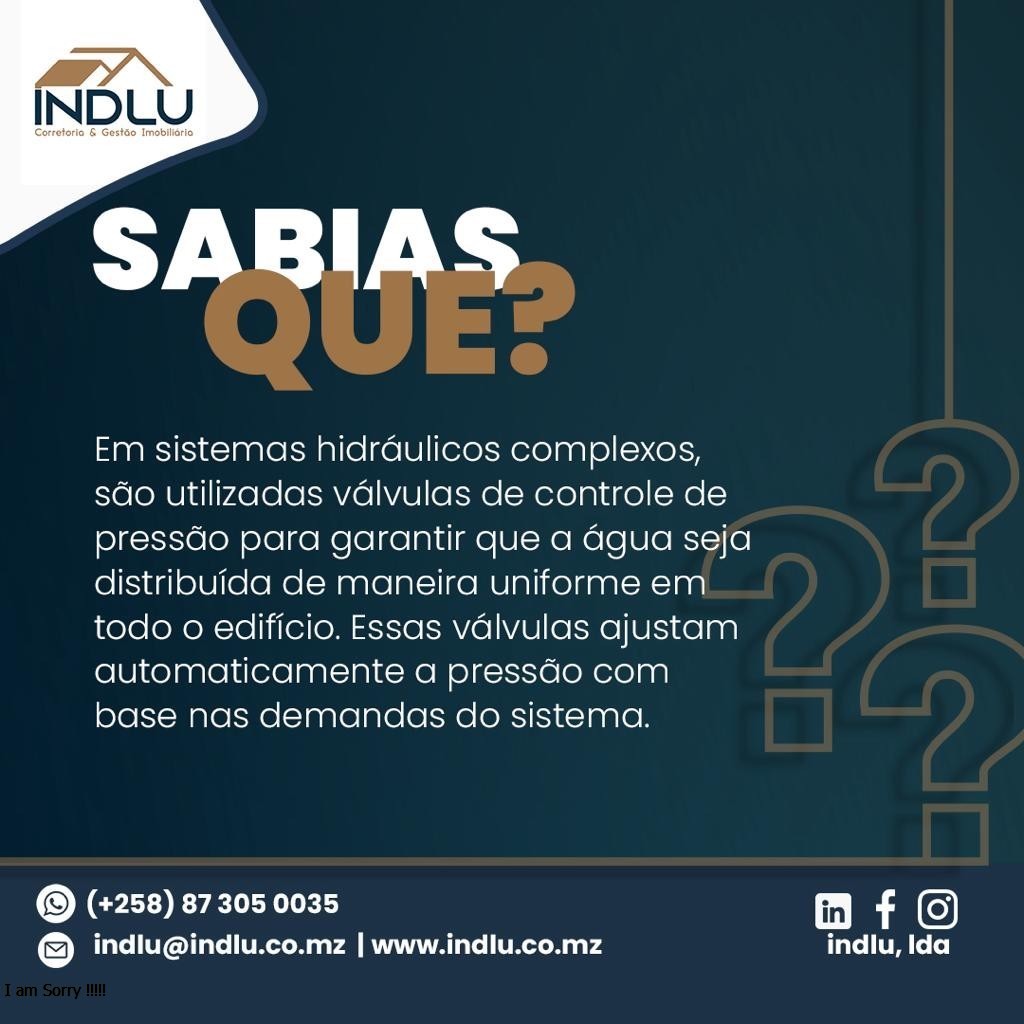 INDLU
Corretoria & Gestão Imobiliária
SABIAS
QUE?
Em sistemas hidráulicos complexos,
são utilizadas válvulas de controle de
pressão para garantir que a água seja
distribuída de maneira uniforme em
todo o edifício. Essas válvulas ajustam
automaticamente a pressão com
base nas demandas do sistema.
? ? ?
(+258) 87 305 0035
indlu@indlu.co.mz | www.indlu.co.mz
in f
indlu, lda
I am Sorry !!!!!